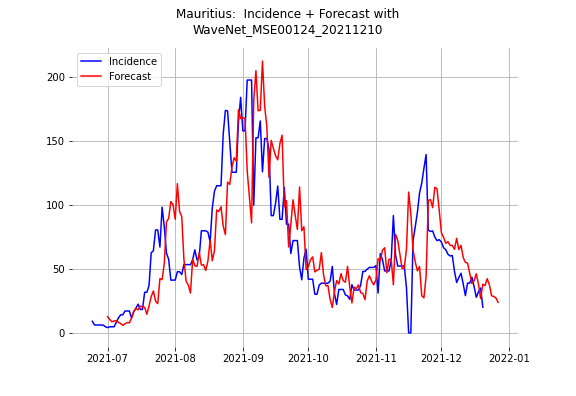 Mauritius:  Incidence + Forecast with
WaveNet_MSE00124_20211210
Incidence
Forecast
200
150
100
50
0
2021-07 2021-08 2021-09 2021-10 2021-11 2021-12 2022-01